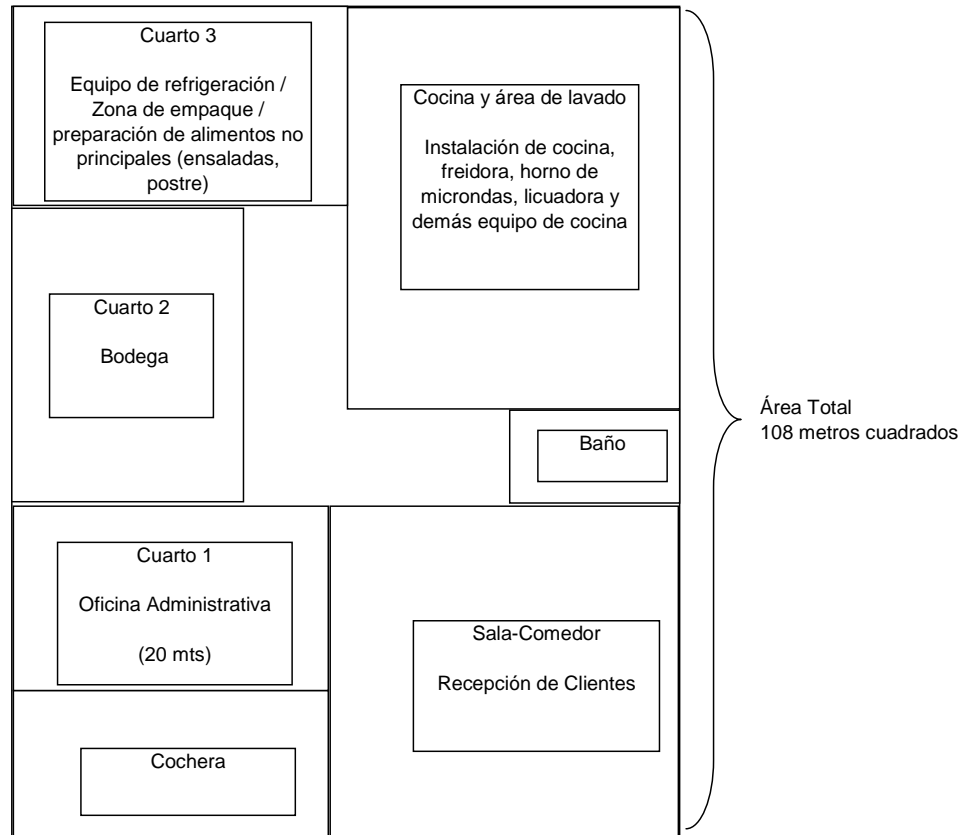 Cuarto 3
Equipo de refrigeración /
Zona de empaque /
preparación de alimentos no
principales (ensaladas,
postre)
Cocina y área de lavado
Instalación de cocina,
freidora, horno de
microndas, licuadora y
demás equipo de cocina
Cuarto 2
Bodega
Área Total
108 metros cuadrados
Baño
Cuarto 1
Oficina Administrativa
(20 mts)
Sala-Comedor
Recepción de Clientes
Cochera